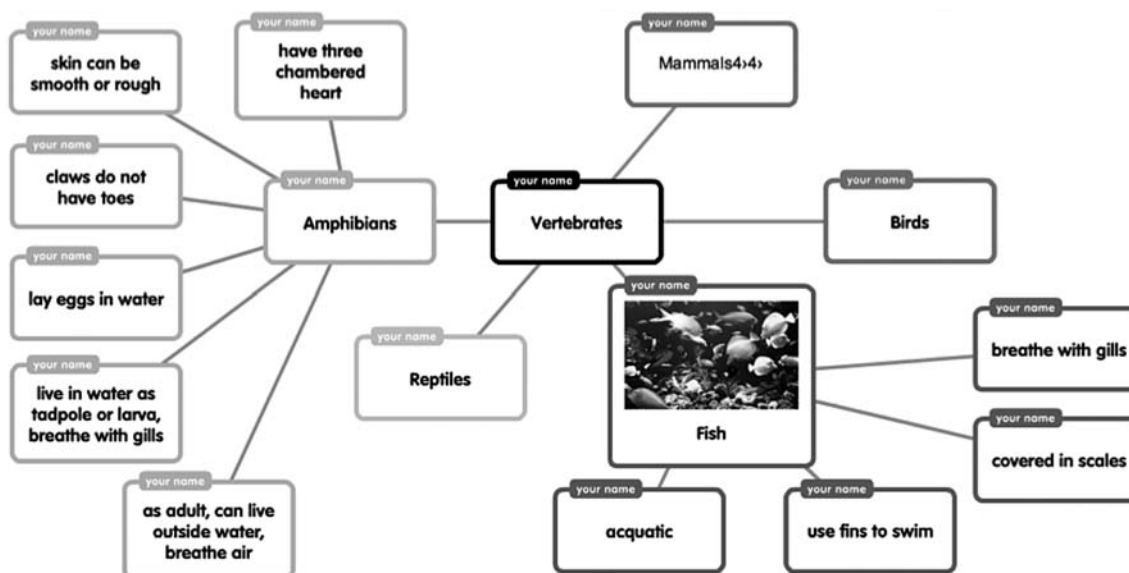 your name
skin can be
smooth or rough
your name
have three
chambered
heart
your name
Mammals4›4›
your name
claws do not
have toes
your name
Amphibians
your name
Vertebrates
your name
Birds
your name
lay eggs in water
your name
Reptiles
your name
Fish
your name
breathe with gills
your name
live in water as
tadpole or larva,
breathe with gills
your name
covered in scales
your name
as adult, can live
outside water,
breathe air
your name
acquatic
your name
use fins to swim